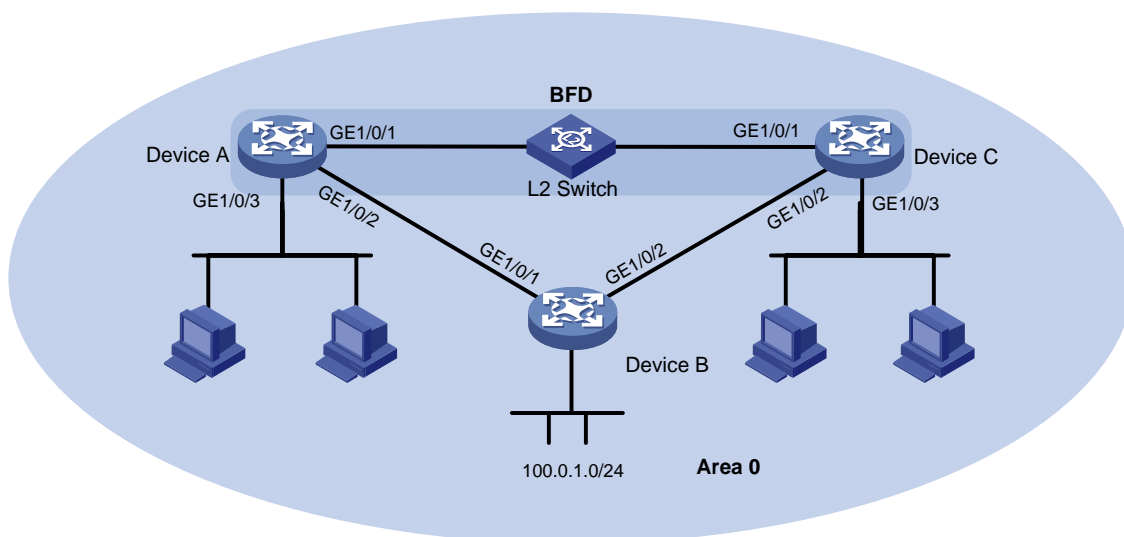 BFD
GE1/0/1
GE1/0/1
Device A
Device C
L2 Switch
GE1/0/3
GE1/0/2
GE1/0/2
GE1/0/3
GE1/0/1
GE1/0/2
Device B
100.0.1.0/24
Area 0